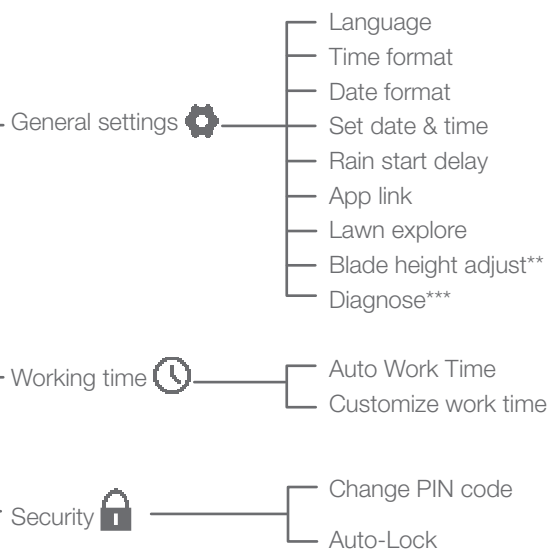 General settings
Language
Time format
Date format
Set date & time
Rain start delay
App link
Lawn explore
Blade height adjust**
Diagnose***
Working time
Auto Work Time
Customize work time
Security
Change PIN code
Auto-Lock